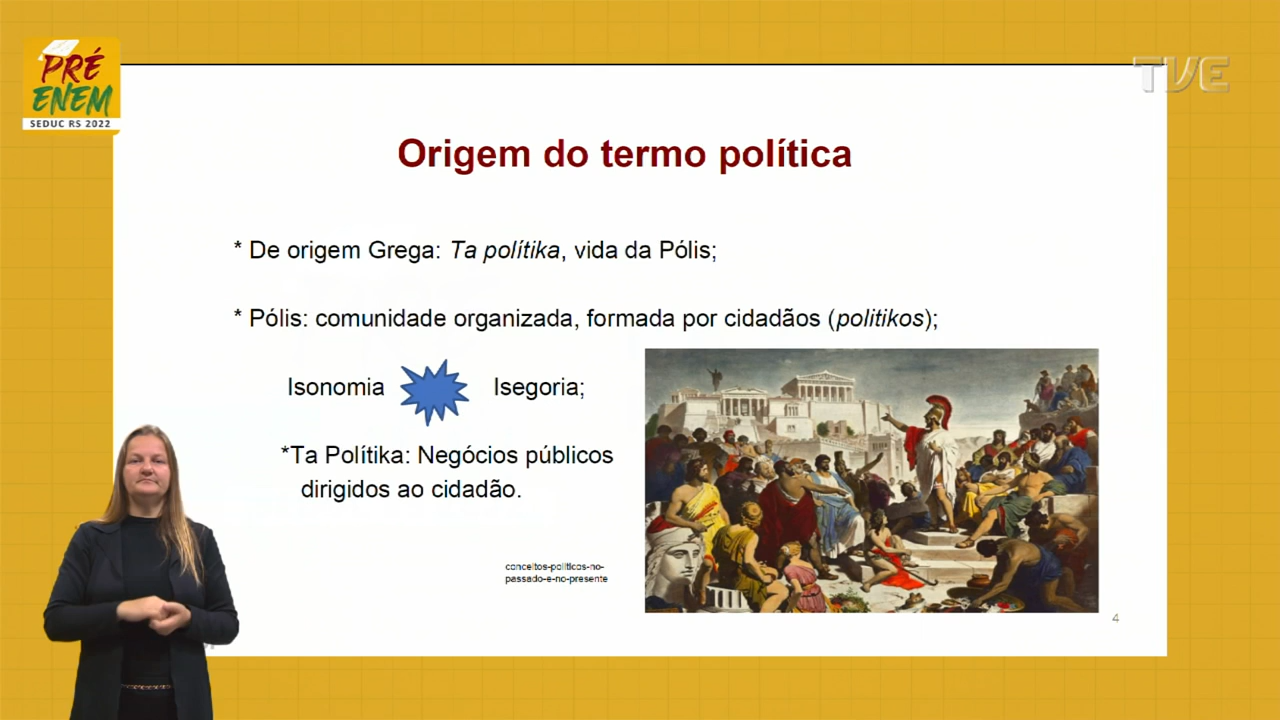 PRÉ
ENEM
SEDUC RS 2022
TVE
Origem do termo política
* De origem Grega: Ta polítika, vida da Pólis;
* Pólis: comunidade organizada, formada por cidadãos (politikos);
Isonomia Isegoria;
*Ta Polítika: Negócios públicos
dirigidos ao cidadão.
conceitos-politicos-no-
passado-e-no-presente
4